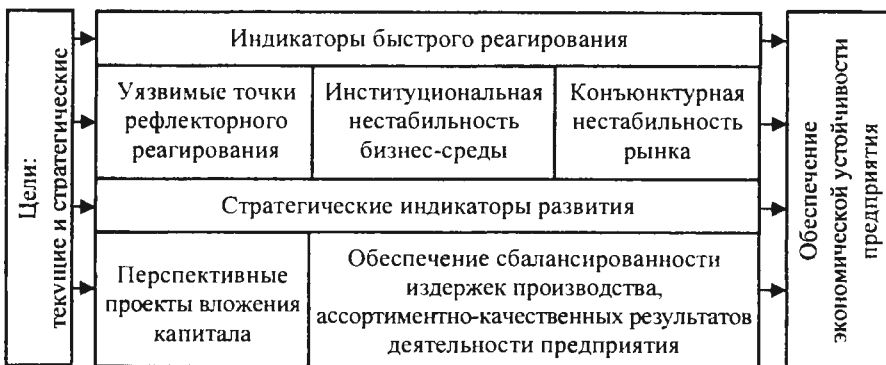 Цели:
текущие и стратегические
Индикаторы быстрого реагирования
Уязвимые точки
рефлекторного
реагирования
Институциональная
нестабильность
бизнес-среды
Конъюнктурная
нестабильность
рынка
Стратегические индикаторы развития
Перспективные
проекты вложения
капитала
Обеспечение сбалансированности
издержек производства,
ассортиментно-качественных результатов
деятельности предприятия
Обеспечение
экономической устойчивости
предприятия